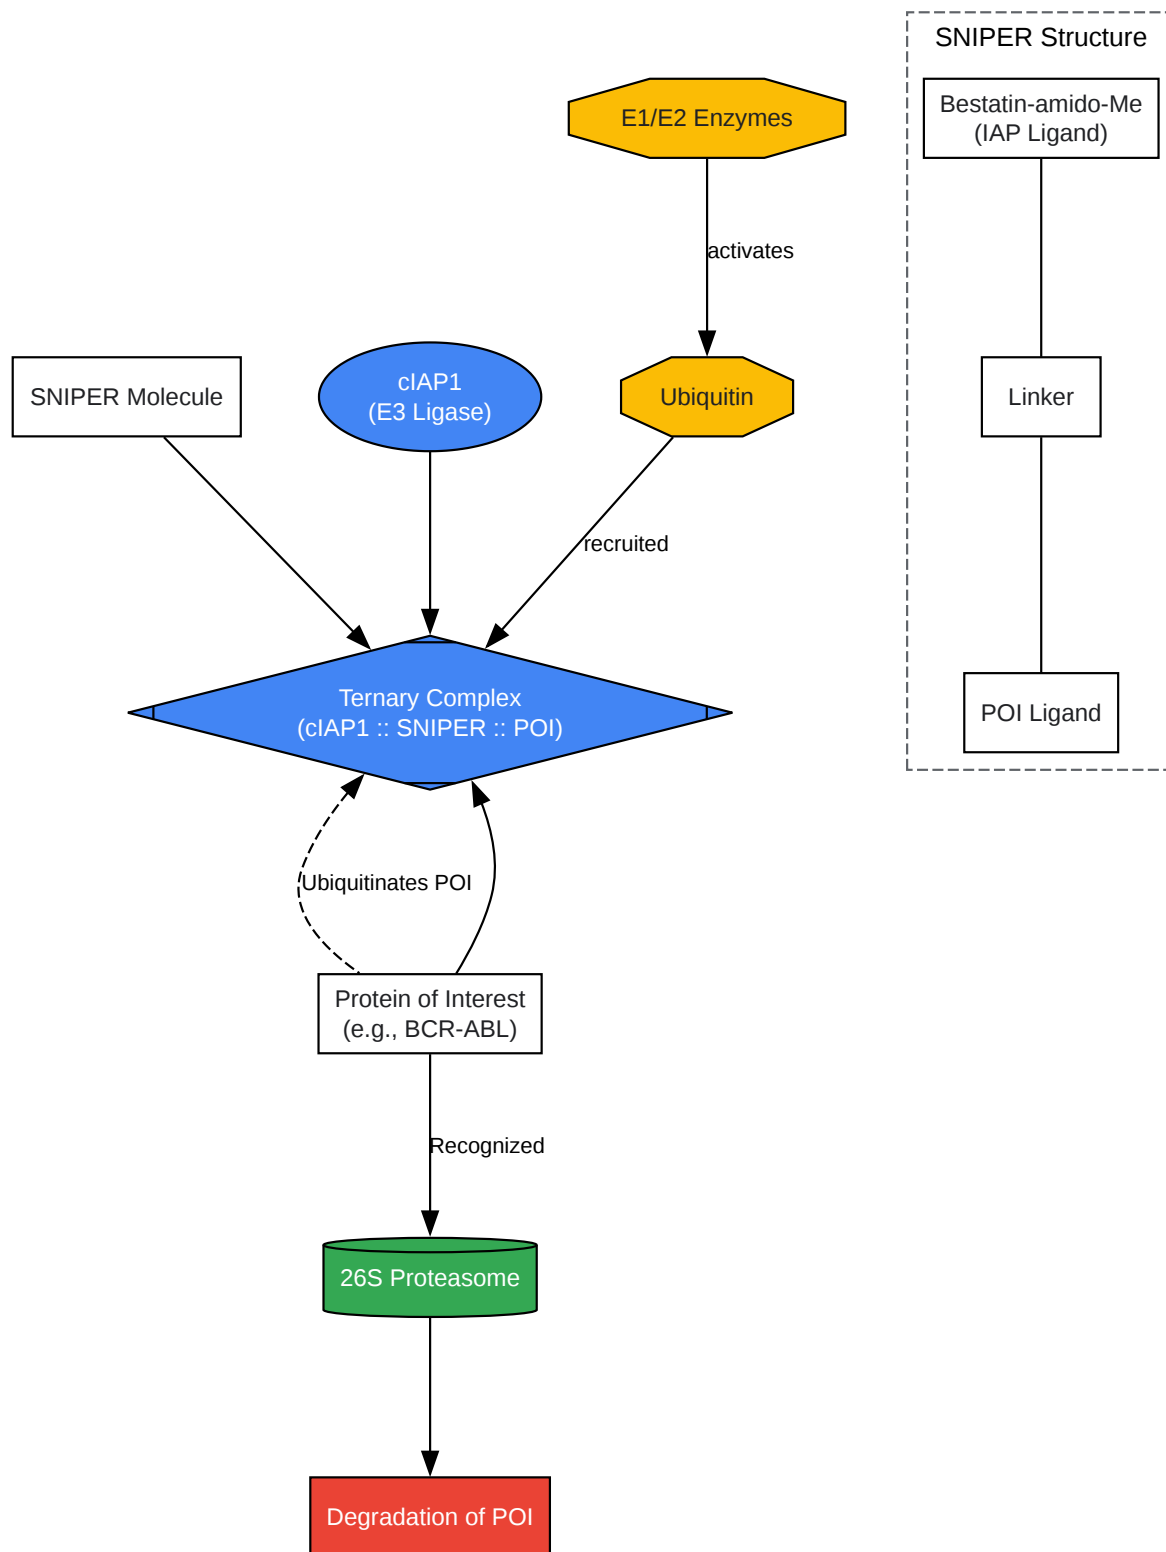 SNIPER Structure
E1/E2 Enzymes
Bestatin-amido-Me
(IAP Ligand)
activates
SNIPER Molecule
cIAP1
(E3 Ligase)
Ubiquitin
Linker
recruited
Ternary Complex
(cIAP1 :: SNIPER :: POI)
POI Ligand
Ubiquitinates POI
Protein of Interest
(e.g., BCR-ABL)
Recognized
26S Proteasome
Degradation of POI